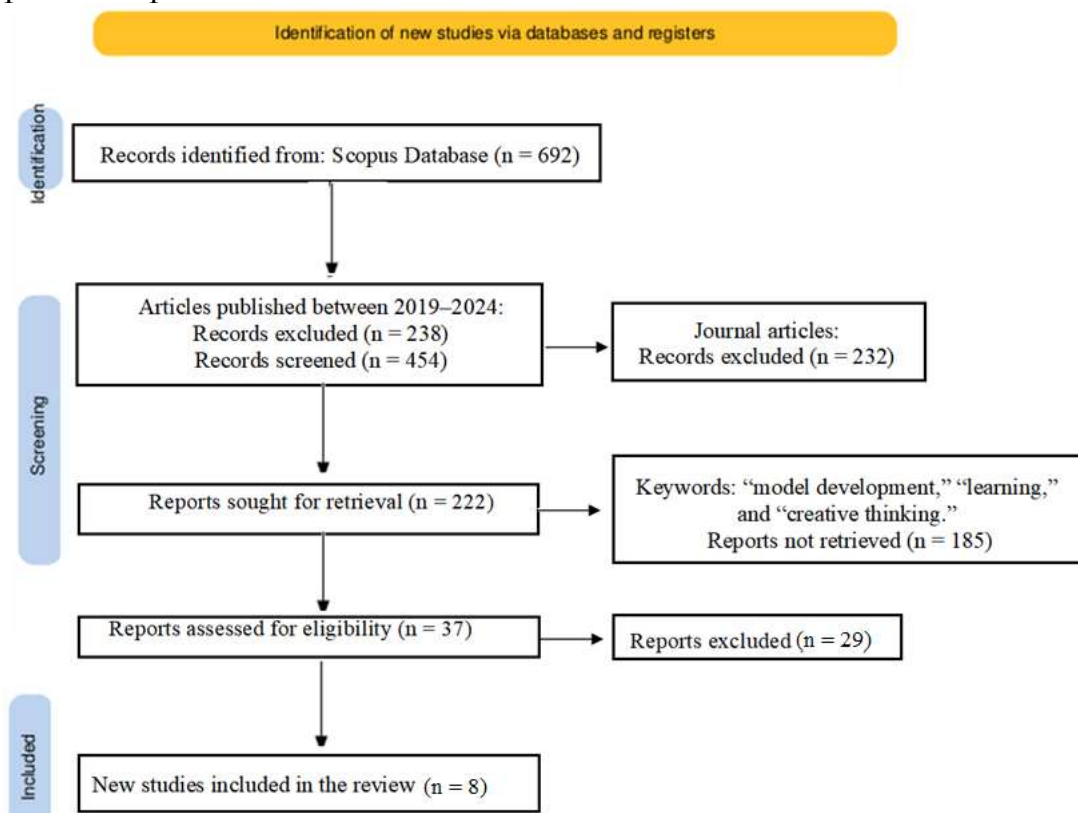 Identification of new studies via databases and registers
Identification
Records identified from: Scopus Database (n = 692)
Screening
Articles published between 2019–2024:
Records excluded (n = 238)
Records screened (n = 454)
Journal articles:
Records excluded (n = 232)
Reports sought for retrieval (n = 222)
Keywords: “model development,” “learning,”
and “creative thinking.”
Reports not retrieved (n = 185)
Reports assessed for eligibility (n = 37)
Reports excluded (n = 29)
Included
New studies included in the review (n = 8)